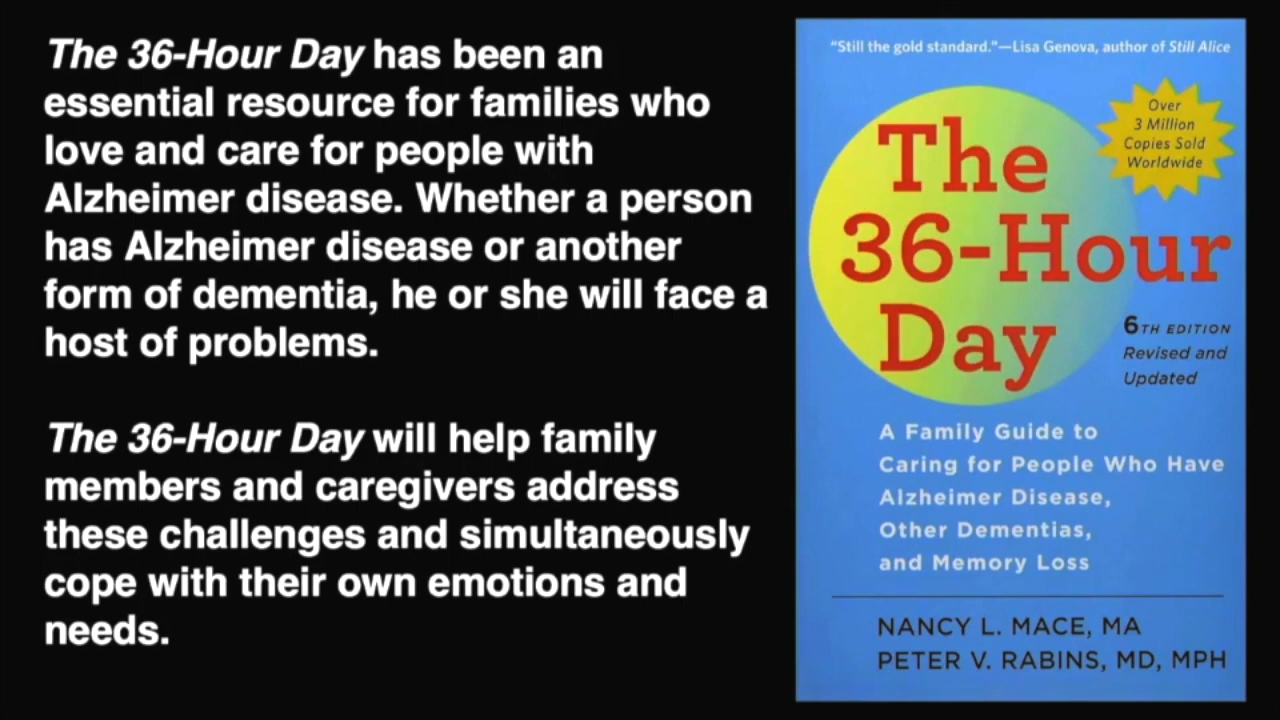 The 36-Hour Day has been an
essential resource for families who
love and care for people with
Alzheimer disease. Whether a person
has Alzheimer disease or another
form of dementia, he or she will face a
host of problems.
The 36-Hour Day will help family
members and caregivers address
these challenges and simultaneously
cope with their own emotions and
needs.
"Still the gold standard."—Lisa Genova, author of Still Alice
Over
3 Million
Copies Sold
Worldwide
The
36-Hour
Day
6TH EDITION
Revised and
Updated
A Family Guide to
Caring for People Who Have
Alzheimer Disease,
Other Dementias,
and Memory Loss
NANCY L. MACE, MA
PETER V. RABINS, MD, MPH